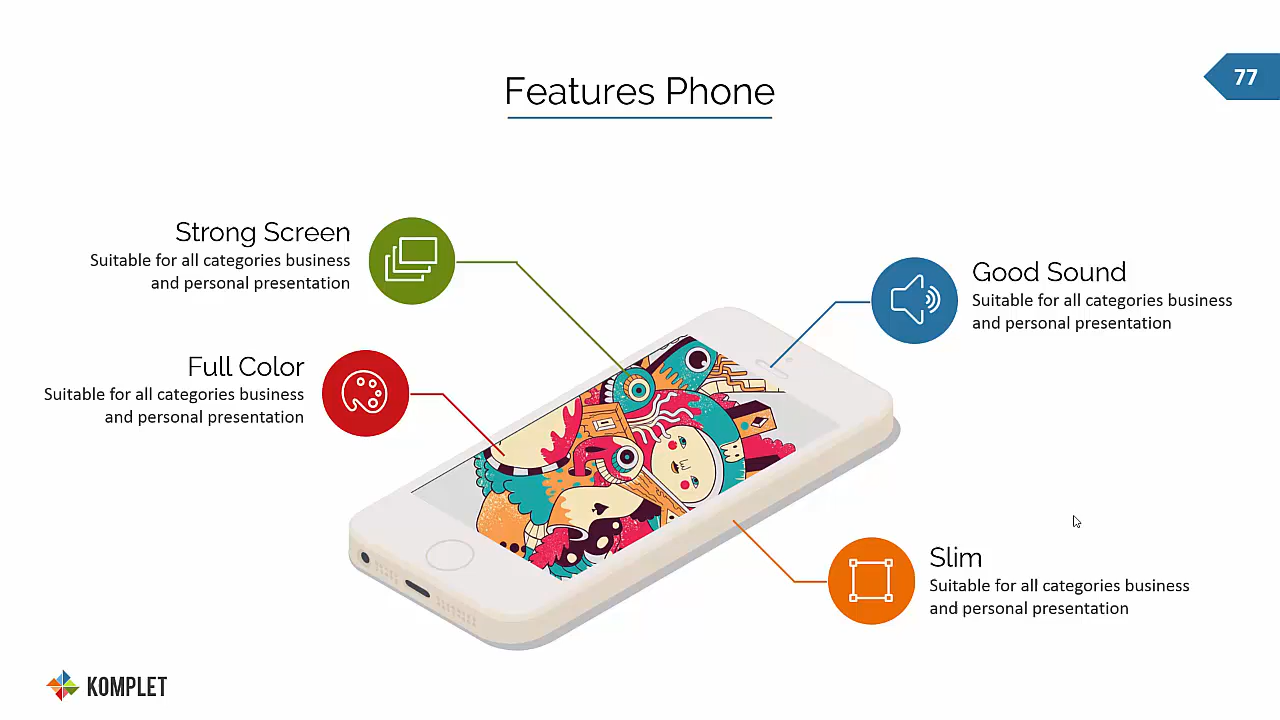 77
Features Phone
Strong Screen
Suitable for all categories business
and personal presentation
Good Sound
Suitable for all categories business
and personal presentation
Full Color
Suitable for all categories business
and personal presentation
Slim
Suitable for all categories business
and personal presentation
KOMPLET